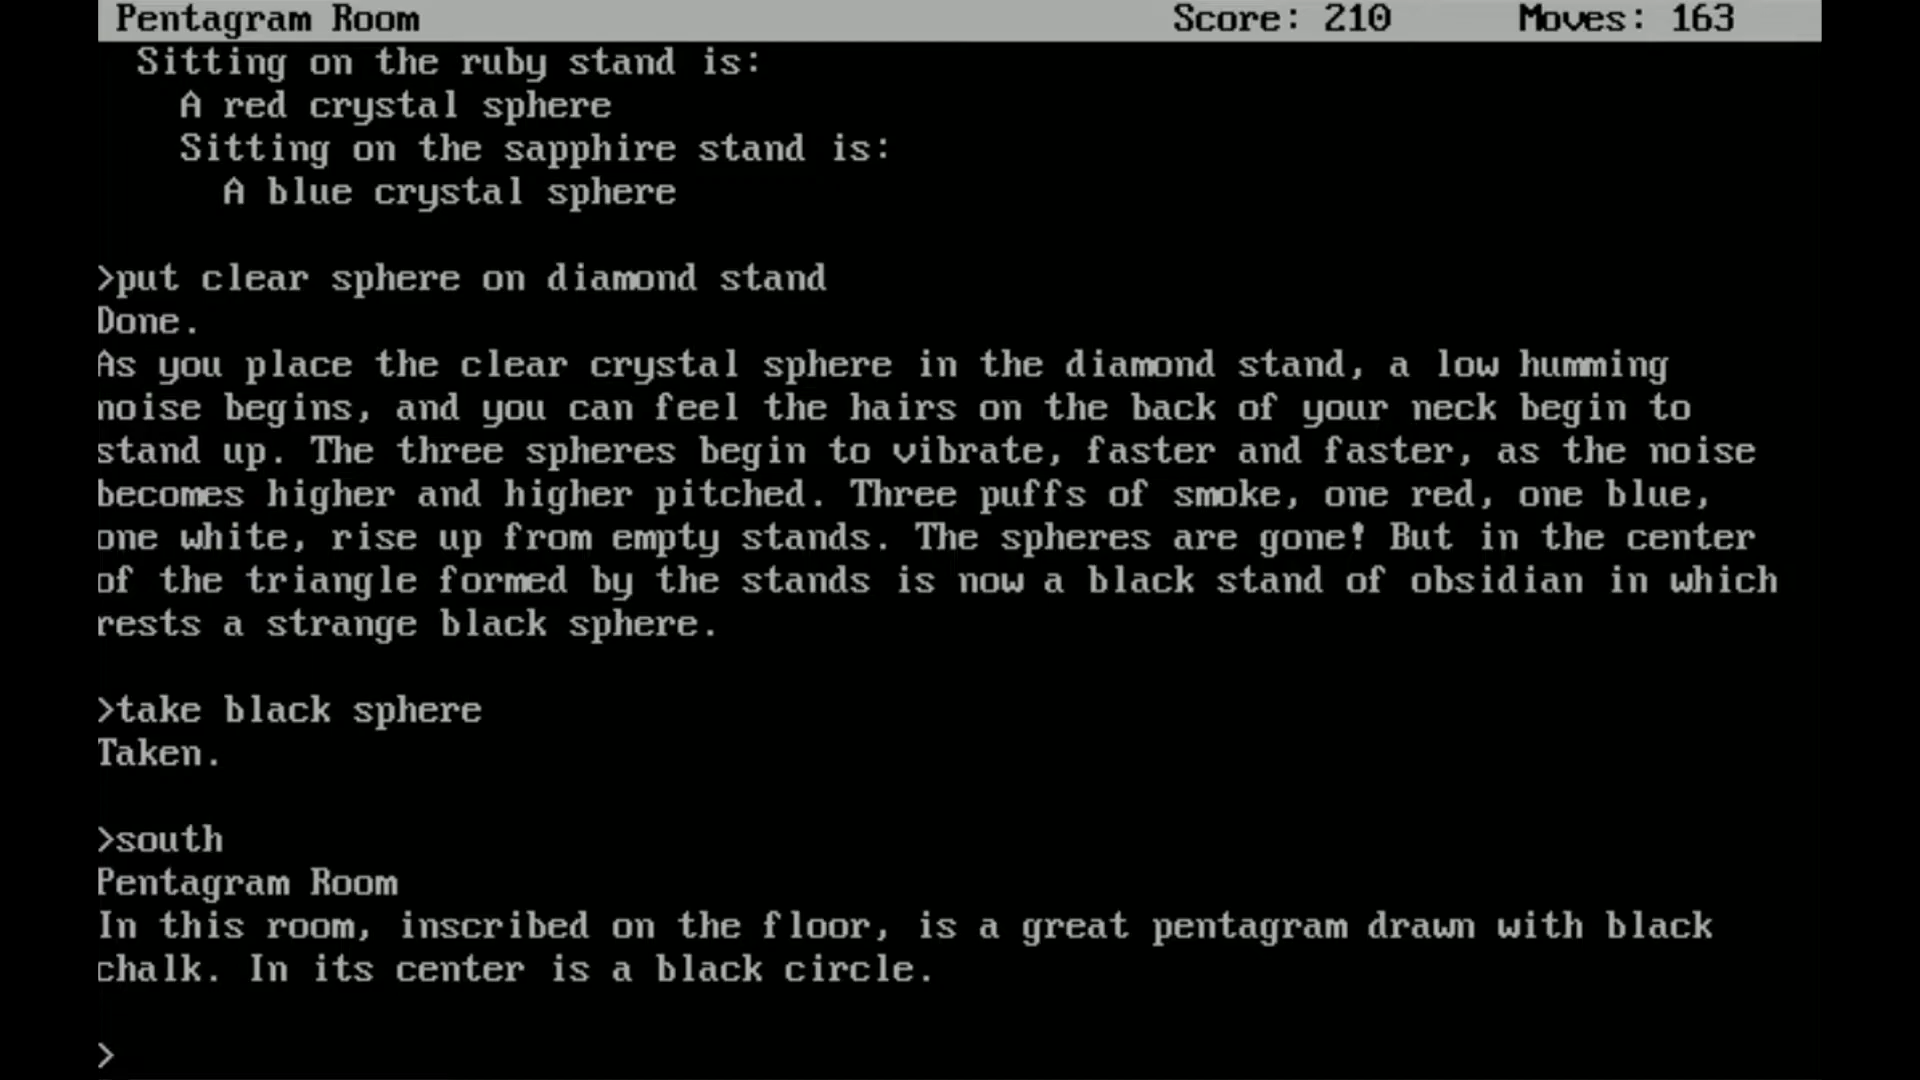 Pentagram Room Score: 210 Moves: 163
Sitting on the ruby stand is:
A red crystal sphere
Sitting on the sapphire stand is:
A blue crystal sphere
>put clear sphere on diamond stand
Done.
As you place the clear crystal sphere in the diamond stand, a low humming
noise begins, and you can feel the hairs on the back of your neck begin to
stand up. The three spheres begin to vibrate, faster and faster, as the noise
becomes higher and higher pitched. Three puffs of smoke, one red, one blue,
one white, rise up from empty stands. The spheres are gone! But in the center
of the triangle formed by the stands is now a black stand of obsidian in which
rests a strange black sphere.
>take black sphere
Taken.
>south
Pentagram Room
In this room, inscribed on the floor, is a great pentagram drawn with black
chalk. In its center is a black circle.
>